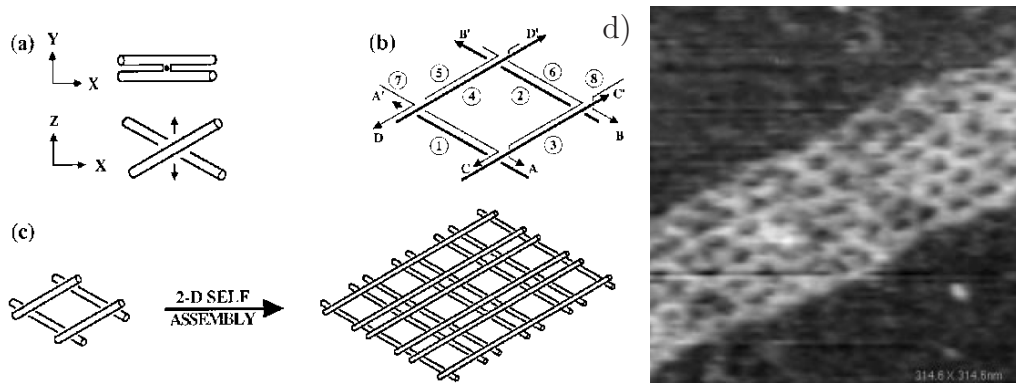 (a)
Y
X
Z
X
(b)
B'
D'
7
5
6
8
A'
C'
4
2
D
B
1
3
C
A
(c)
2-D SELF
ASSEMBLY
d)
314.6 X 314.6nm